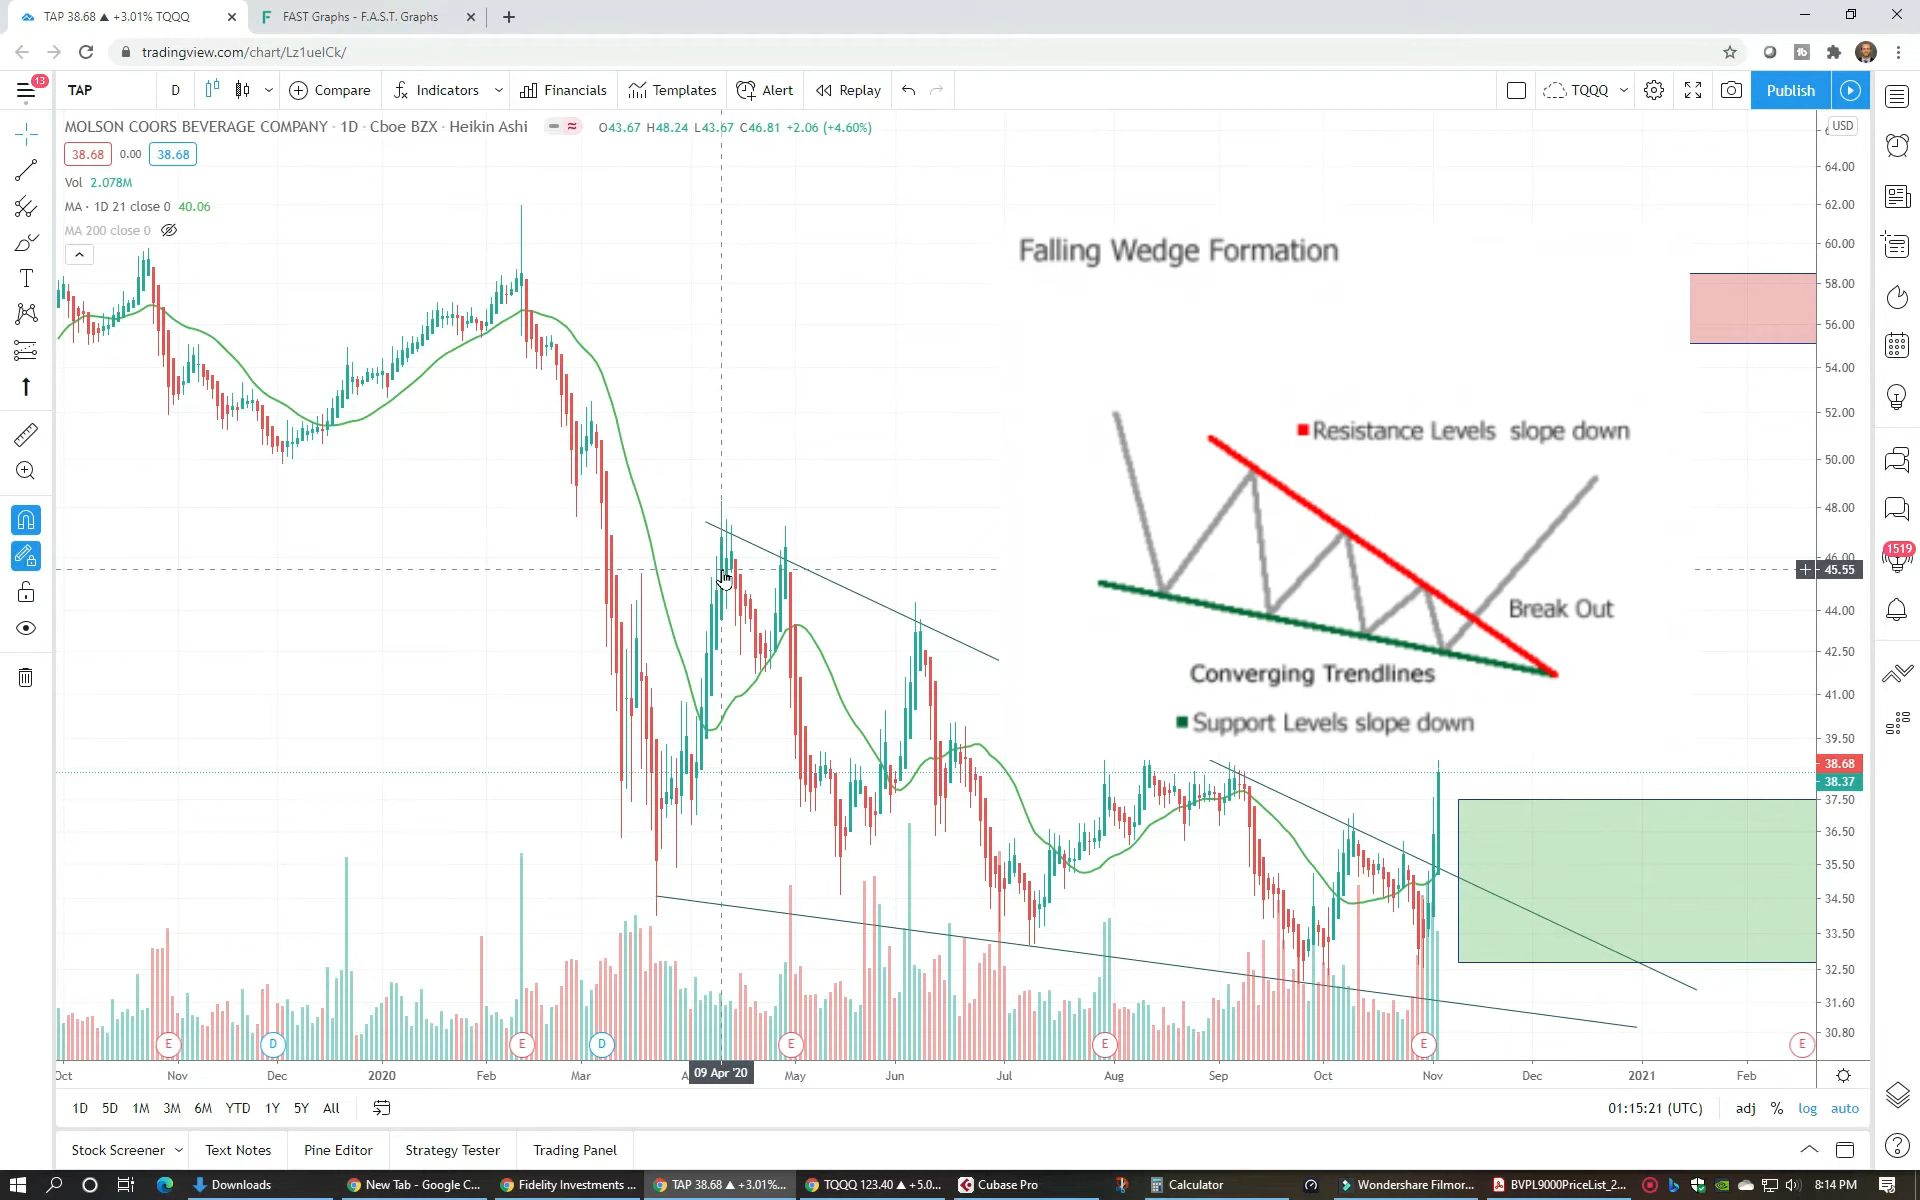 TAP 38.68 ▲ +3.01% TQQQ
FAST Graphs - F.A.S.T. Graphs
tradingview.com/chart/Lz1ueICk/
13
TAP
D
Compare
Indicators
Financials
Templates
Alert
Replay
TQQQ
Publish
MOLSON COORS BEVERAGE COMPANY · 1D · Cboe BZX · Heikin Ashi
O43.67 H48.24 L43.67 C46.81 +2.06 (+4.60%)
USD
38.68 0.00 38.68
Vol 2.078M
MA · 1D 21 close 0 40.06
MA 200 close 0
Falling Wedge Formation
Resistance Levels slope down
Break Out
Converging Trendlines
Support Levels slope down
64.00
62.00
60.00
58.00
56.00
54.00
52.00
50.00
48.00
46.00
45.55
44.00
42.50
41.00
39.50
38.68
38.37
37.50
36.50
35.50
34.50
33.50
32.50
31.60
30.80
1519
E D E D E E E E
Oct Nov Dec 2020 Feb Mar A 09 Apr '20 May Jun Jul Aug Sep Oct Nov Dec 2021 Feb
1D 5D 1M 3M 6M YTD 1Y 5Y All
01:15:21 (UTC) adj % log auto
Stock Screener Text Notes Pine Editor Strategy Tester Trading Panel
Downloads
New Tab - Google C...
Fidelity Investments ...
TAP 38.68 ▲ +3.01%...
TQQQ 123.40 ▲ +5.0...
Cubase Pro
Calculator
Wondershare Filmor...
BVPL9000PriceList_2...
8:14 PM